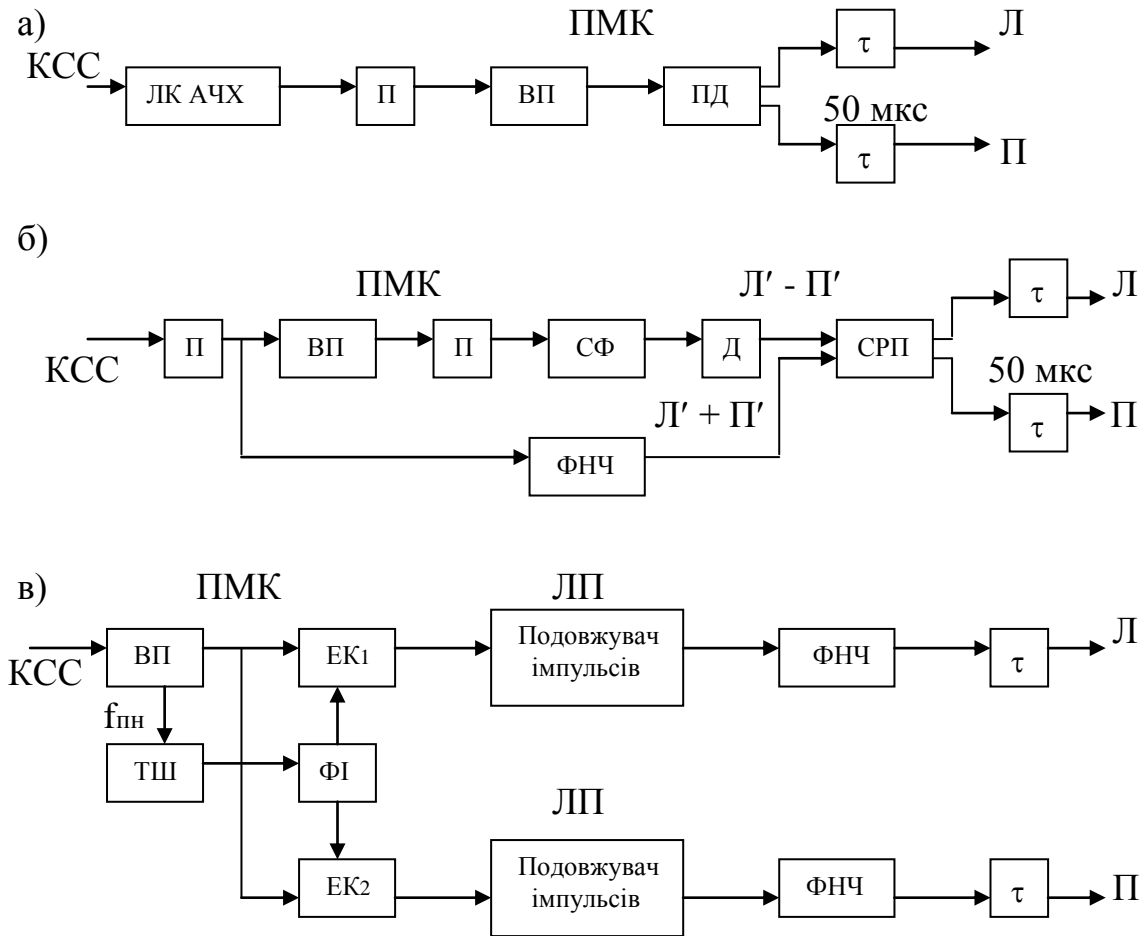 а)
ПМК
КСС
ЛК АЧХ
П
ВП
ПД
τ
Л
50 мкс
τ
П
б)
ПМК
Л′ - П′
КСС
П
ВП
П
СФ
Д
СРП
τ
Л
50 мкс
τ
П
Л′ + П′
ФНЧ
в)
ПМК
ЛП
КСС
ВП
ЕК1
Подовжувач
імпульсів
ФНЧ
τ
Л
fпн
ТШ
ФІ
ЛП
ЕК2
Подовжувач
імпульсів
ФНЧ
τ
П